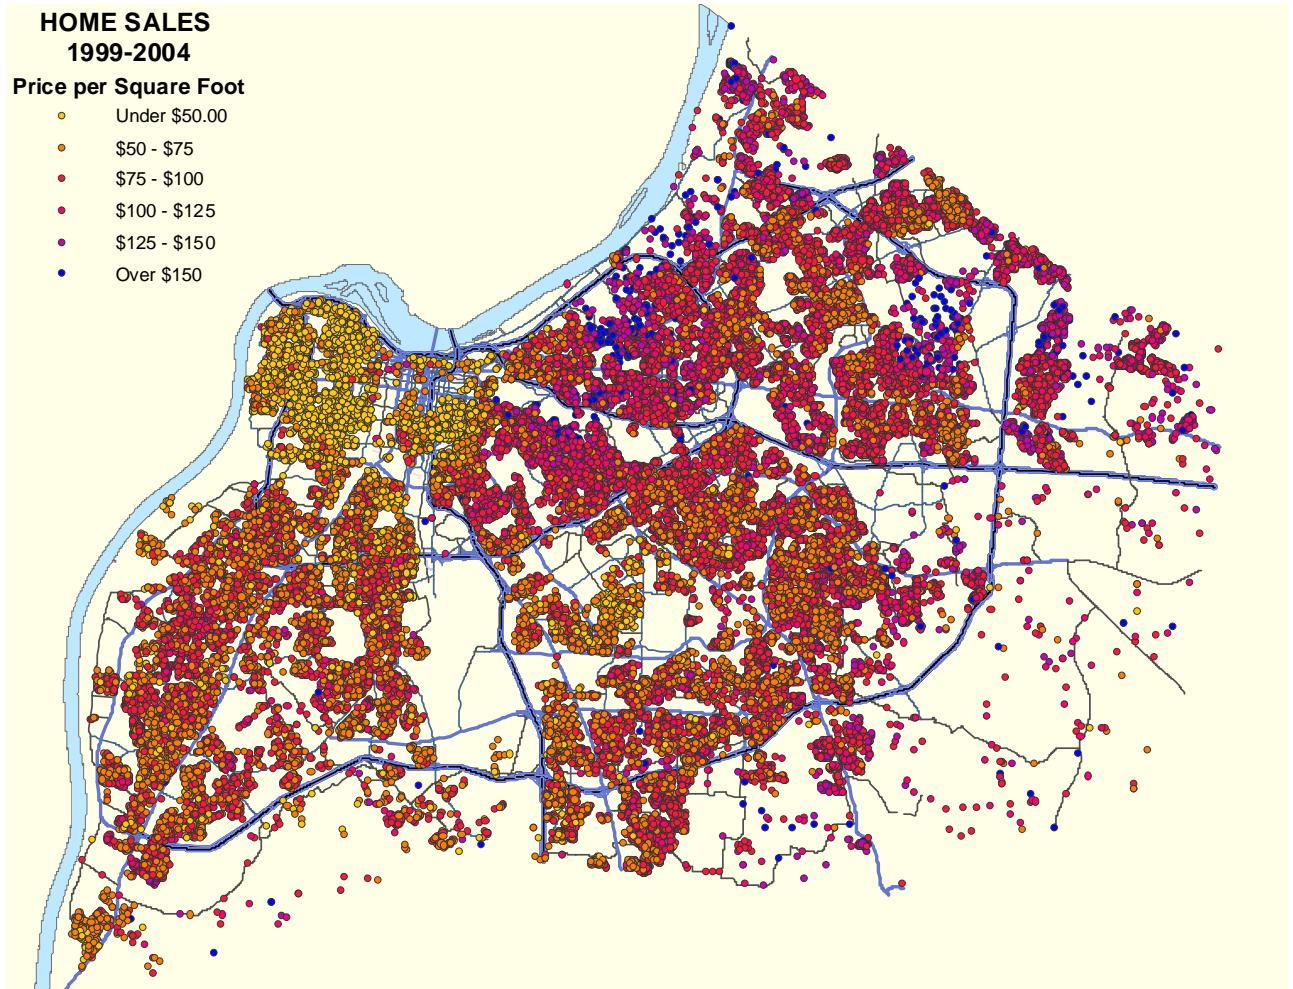 HOME SALES
1999-2004
Price per Square Foot
Under $50.00
$50 - $75
$75 - $100
$100 - $125
$125 - $150
Over $150